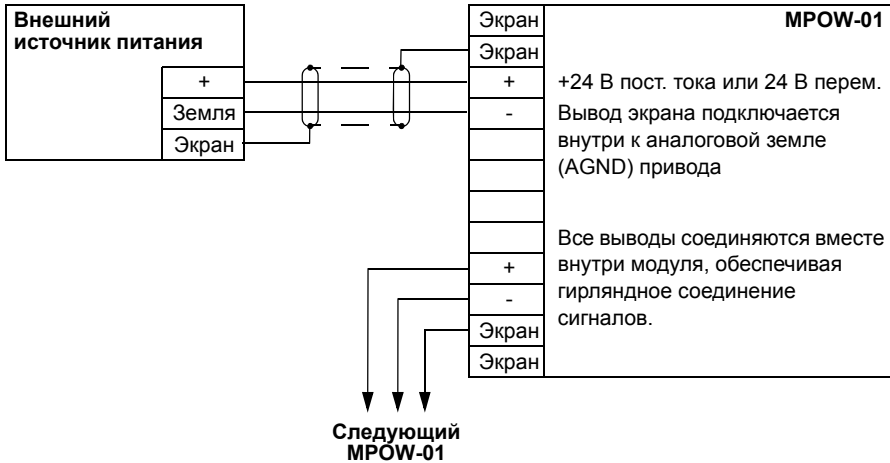 Внешний
источник питания
+
Земля
Экран
Экран
MPOW-01
Экран
+
+24 В пост. тока или 24 В перем.
-
Вывод экрана подключается
внутри к аналоговой земле
(AGND) привода
Все выводы соединяются вместе
+
внутри модуля, обеспечивая
-
гирляндное соединение
сигналов.
Экран
Экран
Следующий
MPOW-01